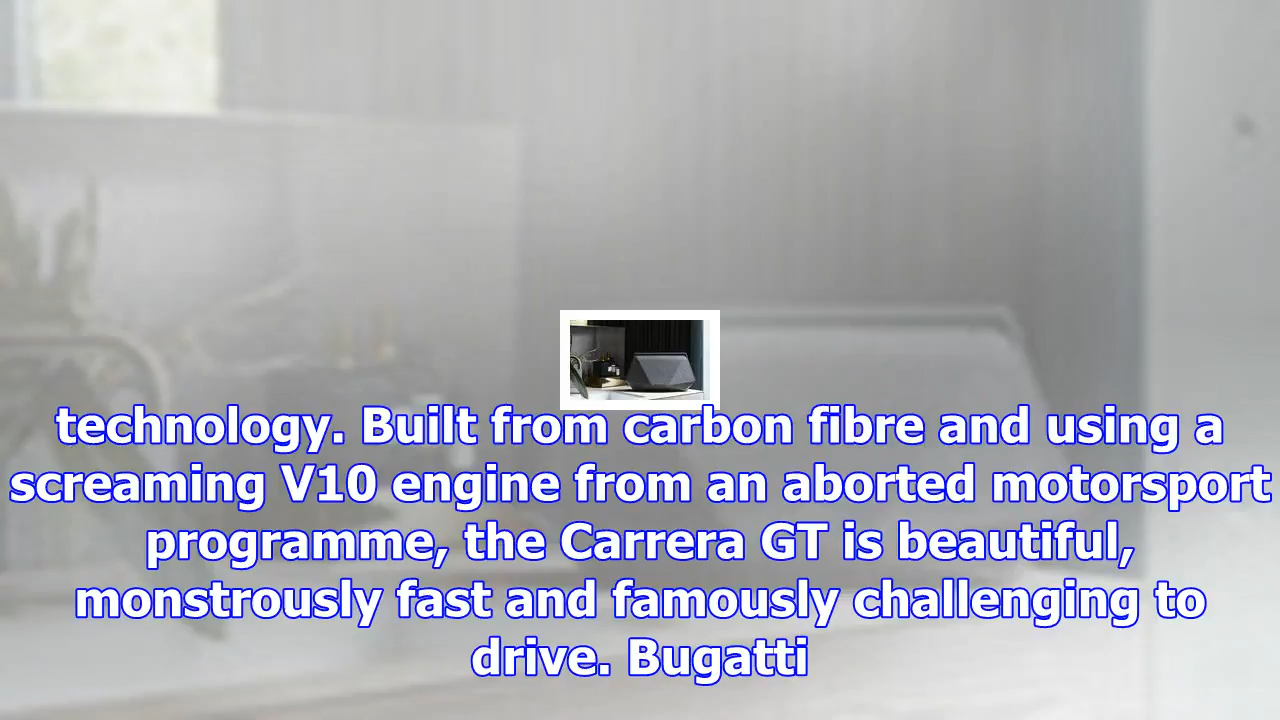 technology. Built from carbon fibre and using a
screaming V10 engine from an aborted motorsport
programme, the Carrera GT is beautiful,
monstrously fast and famously challenging to
drive. Bugatti